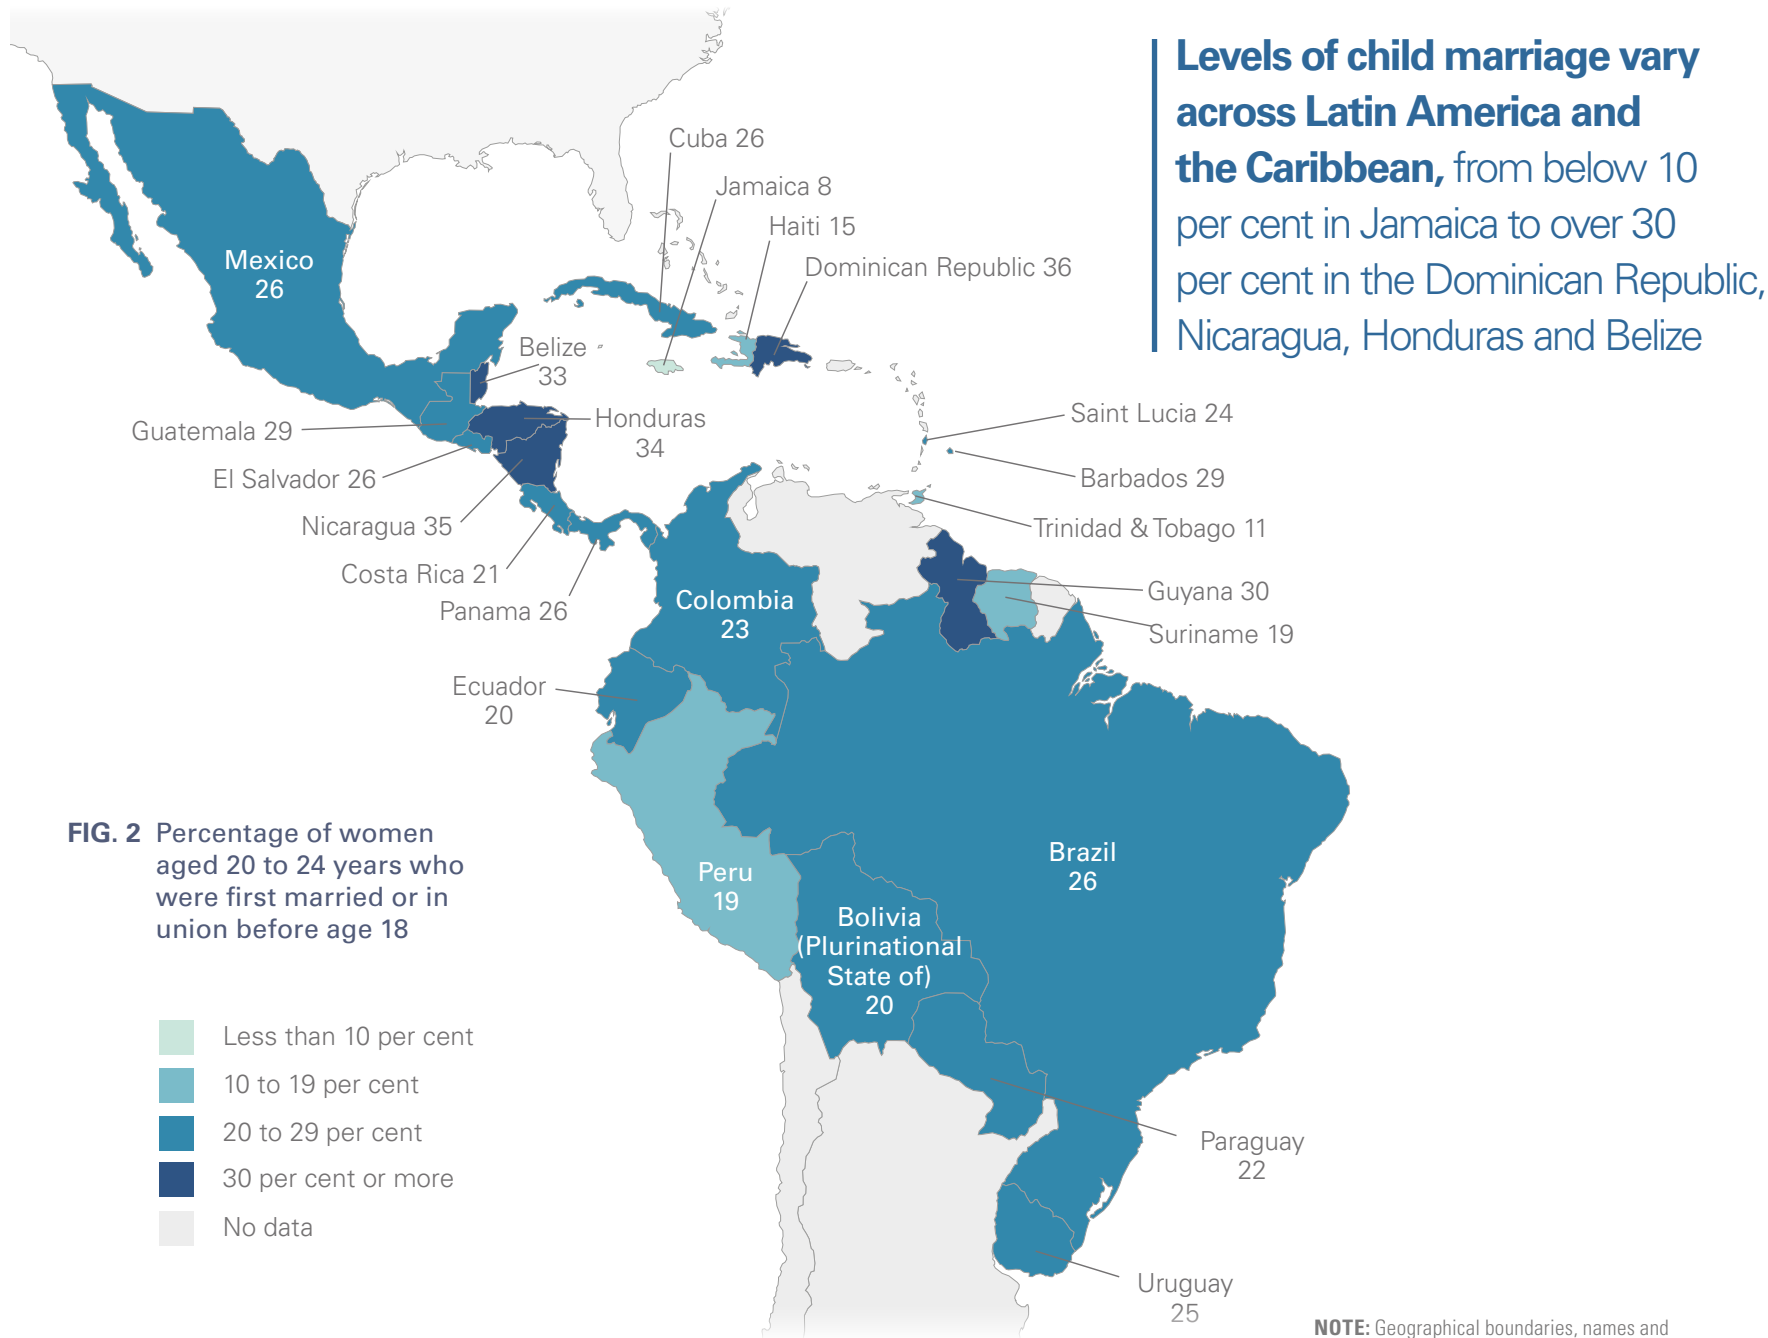 Levels of child marriage vary
across Latin America and
the Caribbean, from below 10
per cent in Jamaica to over 30
per cent in the Dominican Republic,
Nicaragua, Honduras and Belize
Cuba 26
Jamaica 8
Haiti 15
Dominican Republic 36
Mexico
26
Belize
33
Honduras
34
Guatemala 29
El Salvador 26
Nicaragua 35
Costa Rica 21
Panama 26
Saint Lucia 24
Barbados 29
Trinidad & Tobago 11
Guyana 30
Suriname 19
Colombia
23
Ecuador
20
Peru
19
Brazil
26
Bolivia
(Plurinational
State of)
20
Paraguay
22
Uruguay
25
FIG. 2 Percentage of women
aged 20 to 24 years who
were first married or in
union before age 18
Less than 10 per cent
10 to 19 per cent
20 to 29 per cent
30 per cent or more
No data
NOTE: Geographical boundaries, names and